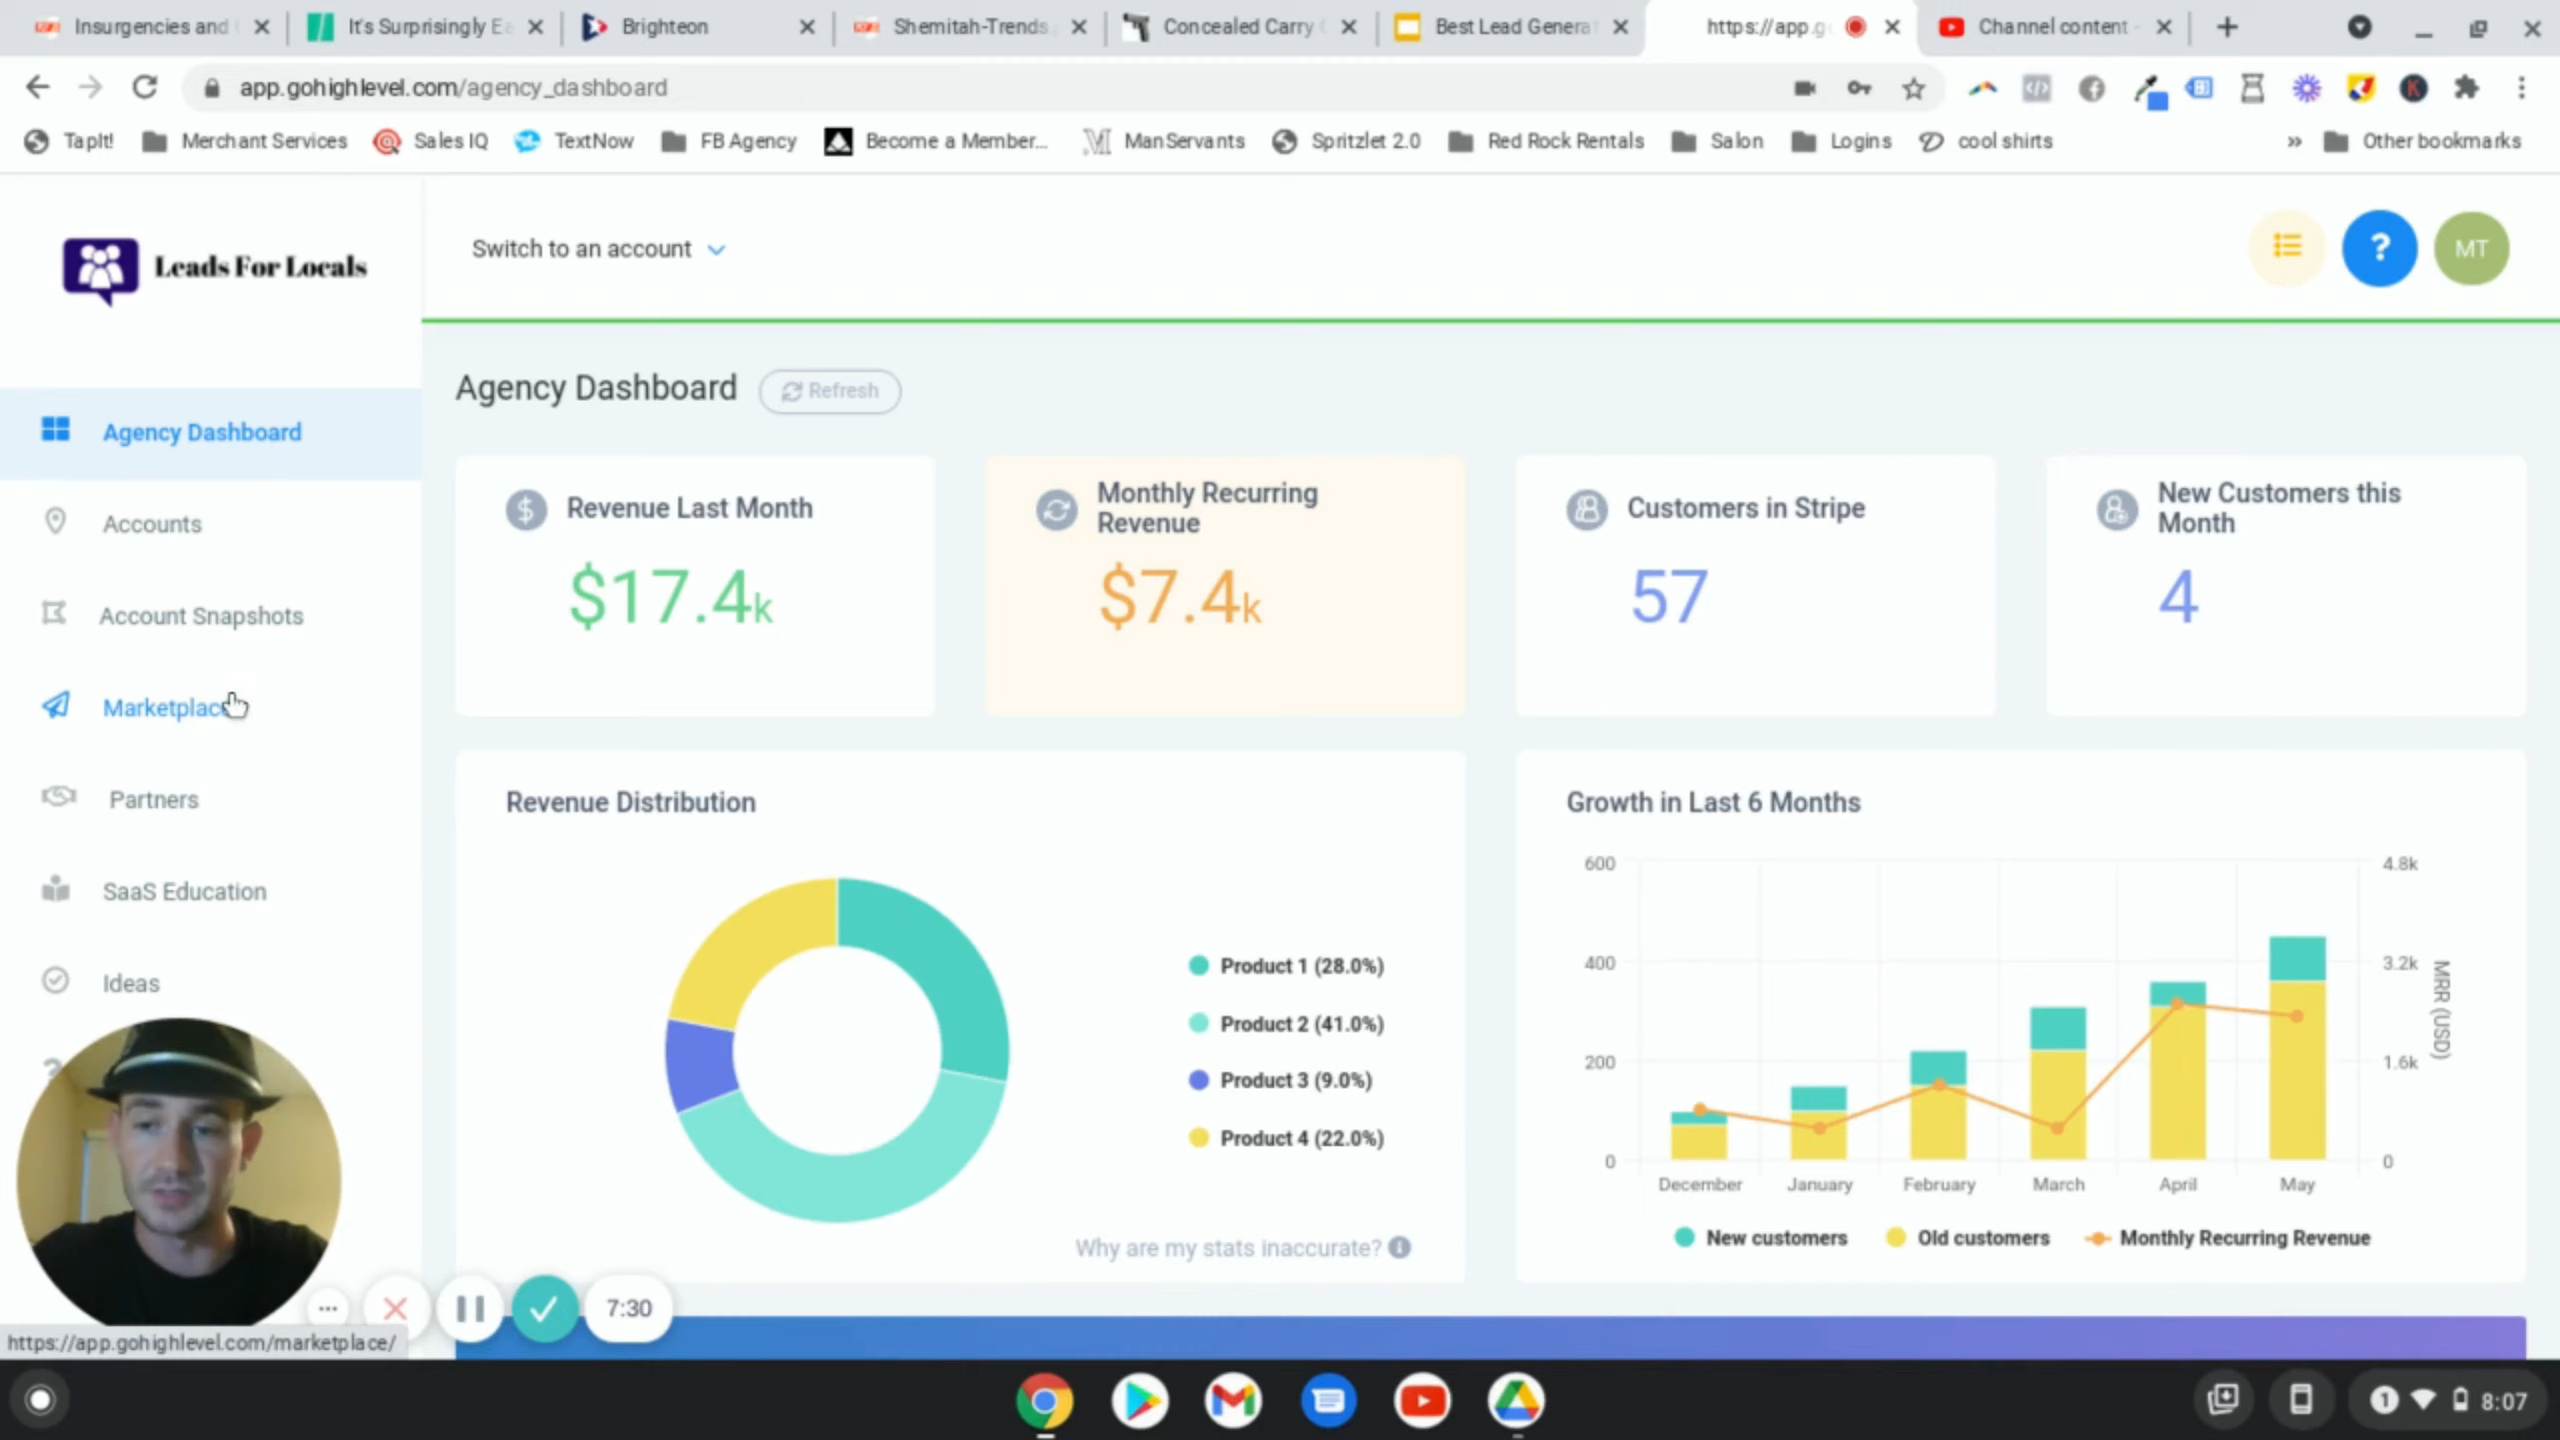 Insurgencies and
It's Surprisingly Ea
Brighteon
Shemitah-Trends
Concealed Carry
Best Lead Genera
https://app.g
Channel content -
app.gohighlevel.com/agency_dashboard
TapIt!
Merchant Services
Sales IQ
TextNow
FB Agency
Become a Member...
ManServants
Spritzlet 2.0
Red Rock Rentals
Salon
Logins
cool shirts
»
Other bookmarks
Leads For Locals
Switch to an account
?
MT
Agency Dashboard
Refresh
Agency Dashboard
Accounts
Account Snapshots
Marketplac
Partners
SaaS Education
Ideas
Revenue Last Month
$17.4k
Monthly Recurring
Revenue
$7.4k
Customers in Stripe
57
New Customers this
Month
4
Revenue Distribution
Product 1 (28.0%)
Product 2 (41.0%)
Product 3 (9.0%)
Product 4 (22.0%)
Why are my stats inaccurate?
Growth in Last 6 Months
600
400
200
0
4.8k
3.2k
1.6k
0
MRR (USD)
December
January
February
March
April
May
New customers
Old customers
Monthly Recurring Revenue
7:30
https://app.gohighlevel.com/marketplace/
1
8:07